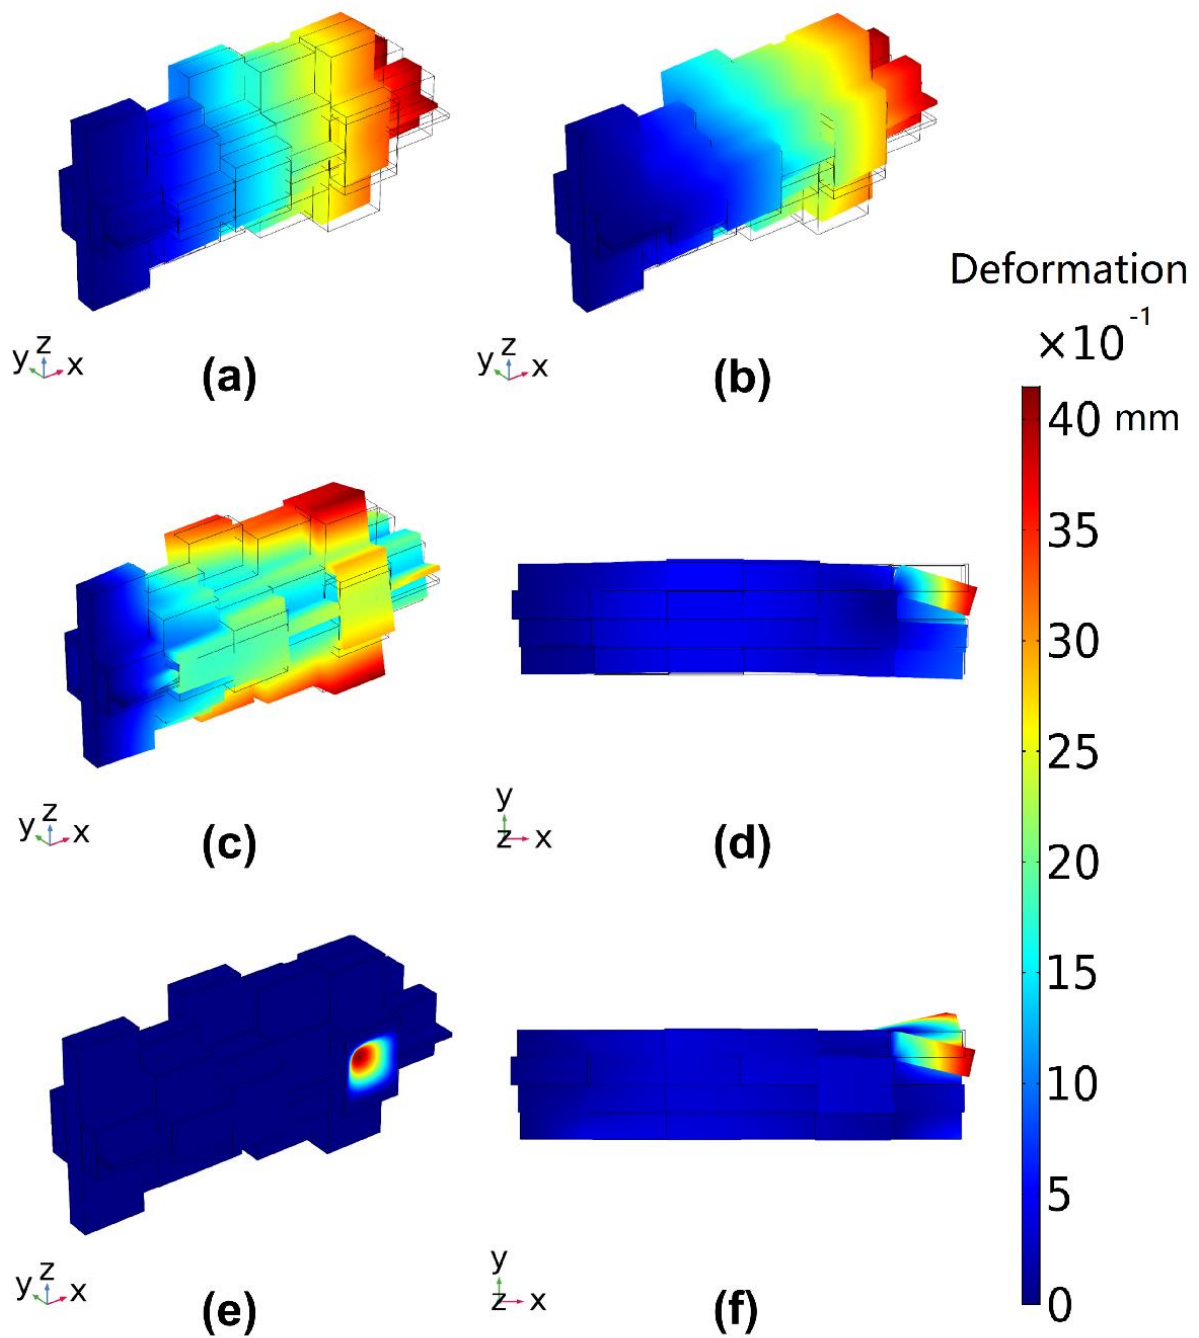 y z x
(a)
y z x
(b)
Deformation
×10⁻¹
40 mm
35
30
25
20
15
10
5
0
y z x
(c)
y
z x
(d)
y z x
(e)
y
z x
(f)